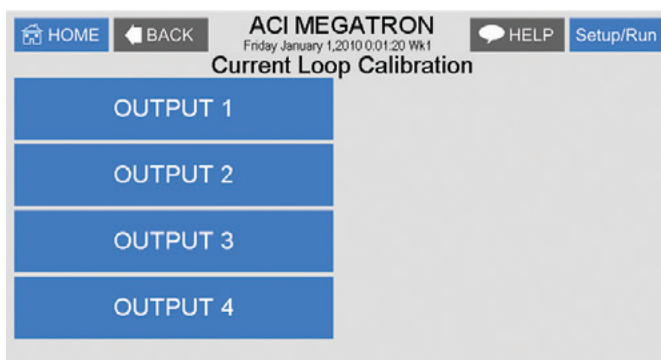 HOME
BACK
ACI MEGATRON
Friday January 1,2010 0:01:20 Wk1
HELP
Setup/Run
Current Loop Calibration
OUTPUT 1
OUTPUT 2
OUTPUT 3
OUTPUT 4